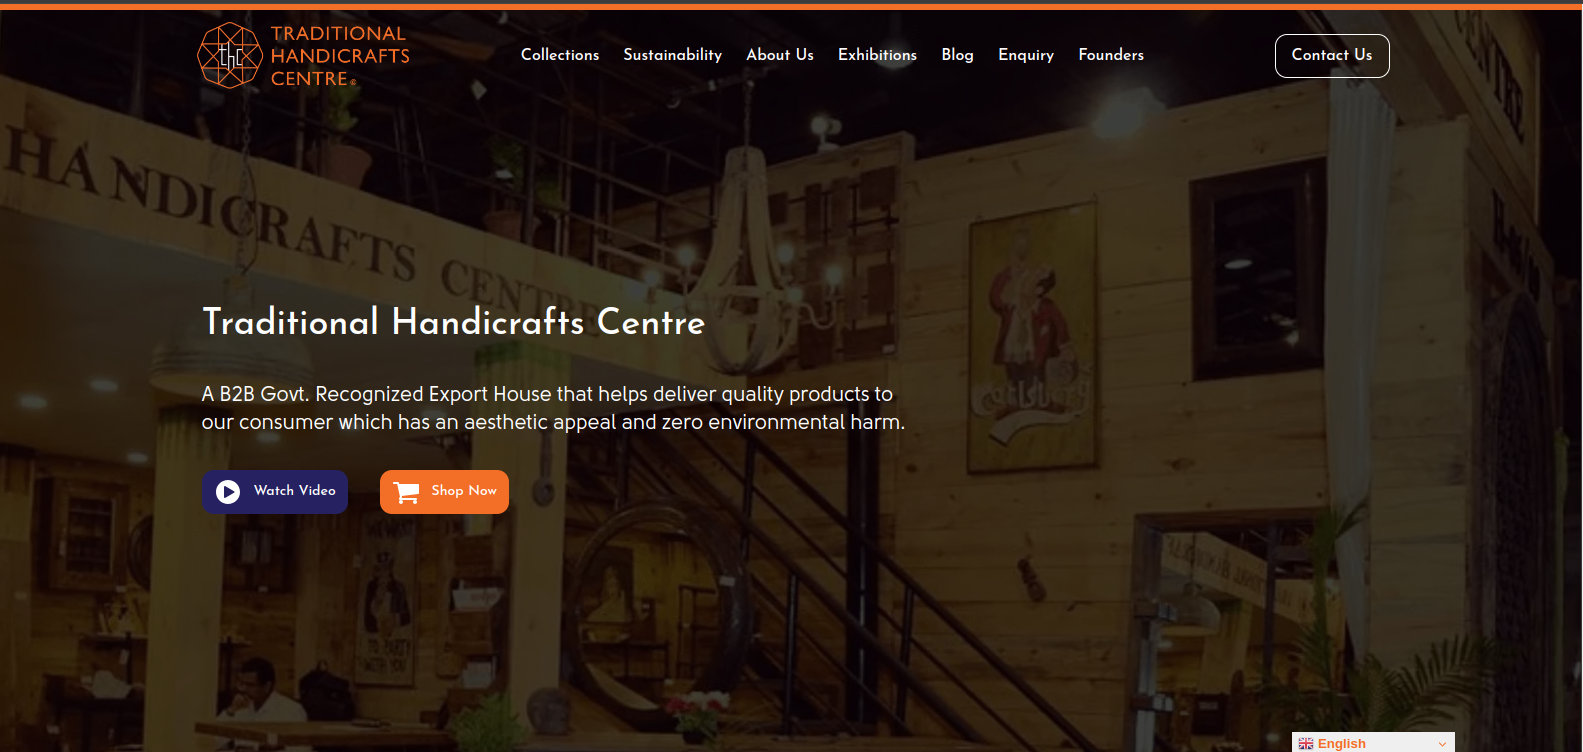 TRADITIONAL
HANDICRAFTS
CENTRE®
thc
Collections Sustainability About Us Exhibitions Blog Enquiry Founders
Contact Us
HANDICRAFTS CENTRE
Carlsberg
Traditional Handicrafts Centre
A B2B Govt. Recognized Export House that helps deliver quality products to
our consumer which has an aesthetic appeal and zero environmental harm.
Watch Video Shop Now
English